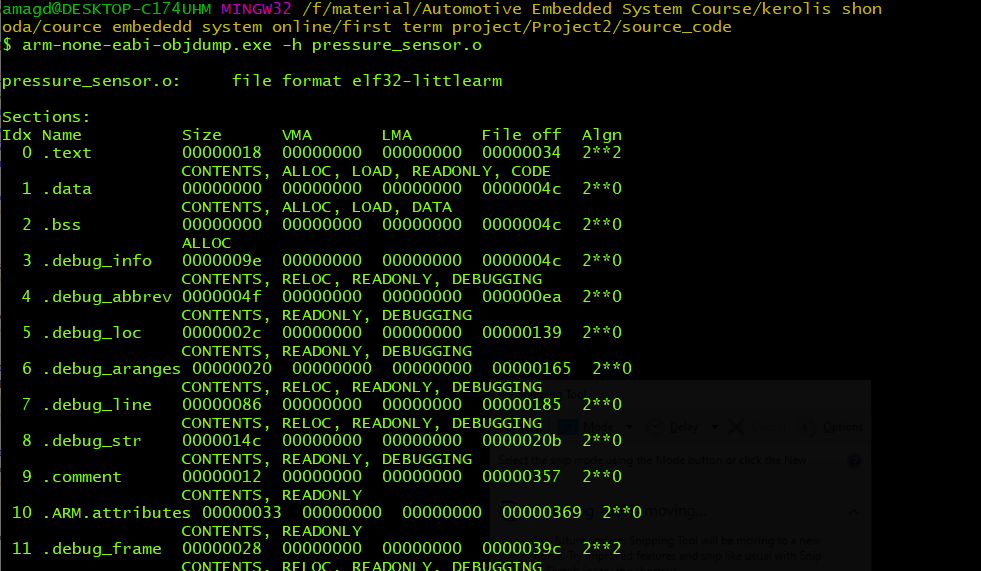 amagd@DESKTOP-C174UHM MINGW32 /f/material/Automotive Embedded System Course/kerolis shon
oda/cource embededd system online/first term project/Project2/source_code
$ arm-none-eabi-objdump.exe -h pressure_sensor.o
pressure_sensor.o:     file format elf32-littlearm
Sections:
Idx Name          Size      VMA       LMA       File off  Algn
  0 .text         00000018  00000000  00000000  00000034  2**2
                  CONTENTS, ALLOC, LOAD, READONLY, CODE
  1 .data         00000000  00000000  00000000  0000004c  2**0
                  CONTENTS, ALLOC, LOAD, DATA
  2 .bss          00000000  00000000  00000000  0000004c  2**0
                  ALLOC
  3 .debug_info   0000009e  00000000  00000000  0000004c  2**0
                  CONTENTS, RELOC, READONLY, DEBUGGING
  4 .debug_abbrev 0000004f  00000000  00000000  000000ea  2**0
                  CONTENTS, READONLY, DEBUGGING
  5 .debug_loc    0000002c  00000000  00000000  00000139  2**0
                  CONTENTS, READONLY, DEBUGGING
  6 .debug_aranges 00000020  00000000  00000000  00000165  2**0
                  CONTENTS, RELOC, READONLY, DEBUGGING
  7 .debug_line   00000086  00000000  00000000  00000185  2**0
                  CONTENTS, RELOC, READONLY, DEBUGGING
  8 .debug_str    0000014c  00000000  00000000  0000020b  2**0
                  CONTENTS, READONLY, DEBUGGING
  9 .comment      00000012  00000000  00000000  00000357  2**0
                  CONTENTS, READONLY
 10 .ARM.attributes 00000033  00000000  00000000  00000369  2**0
                  CONTENTS, READONLY
 11 .debug_frame  00000028  00000000  00000000  0000039c  2**2
                  CONTENTS, RELOC, READONLY, DEBUGGING
Mode Delay Options
Select the snip mode using the Mode button or click the New
moving...
Snipping Tool will be moving to a new
features and snip like usual with Snip